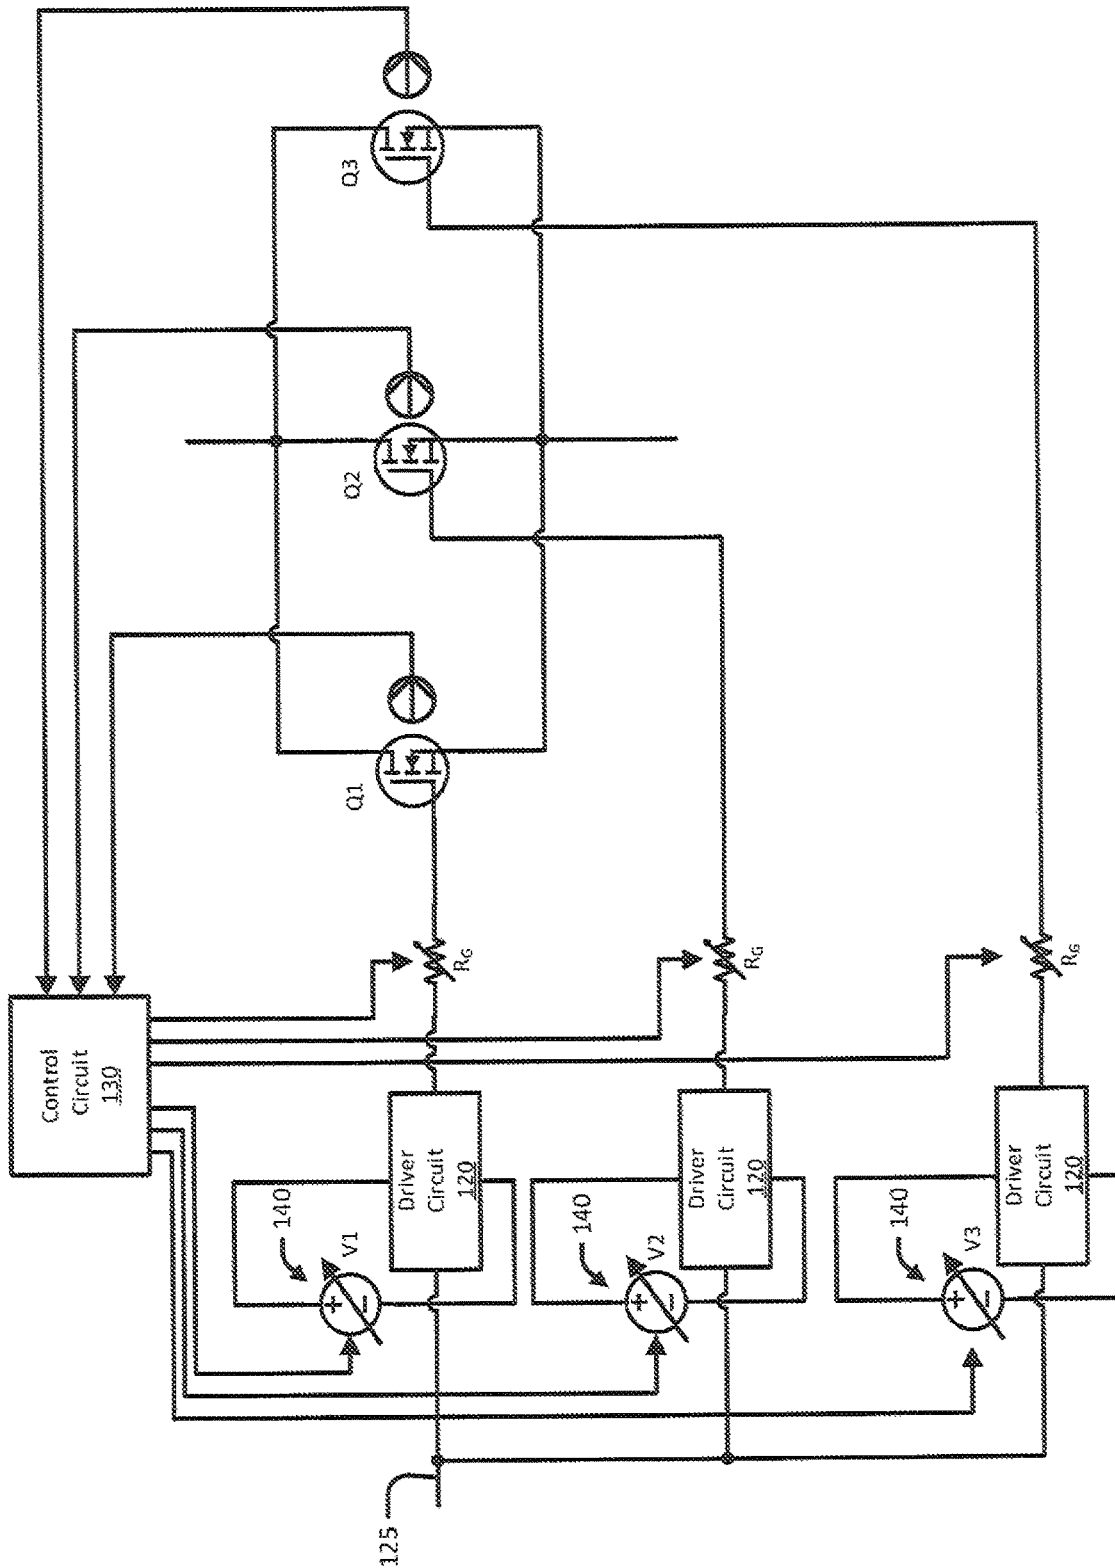 Control
Circuit
130
Q1
Q2
Q3
R_G
R_G
R_G
Driver
Circuit
120
Driver
Circuit
120
Driver
Circuit
120
140
V1
140
V2
140
V3
+
−
+
−
+
−
125